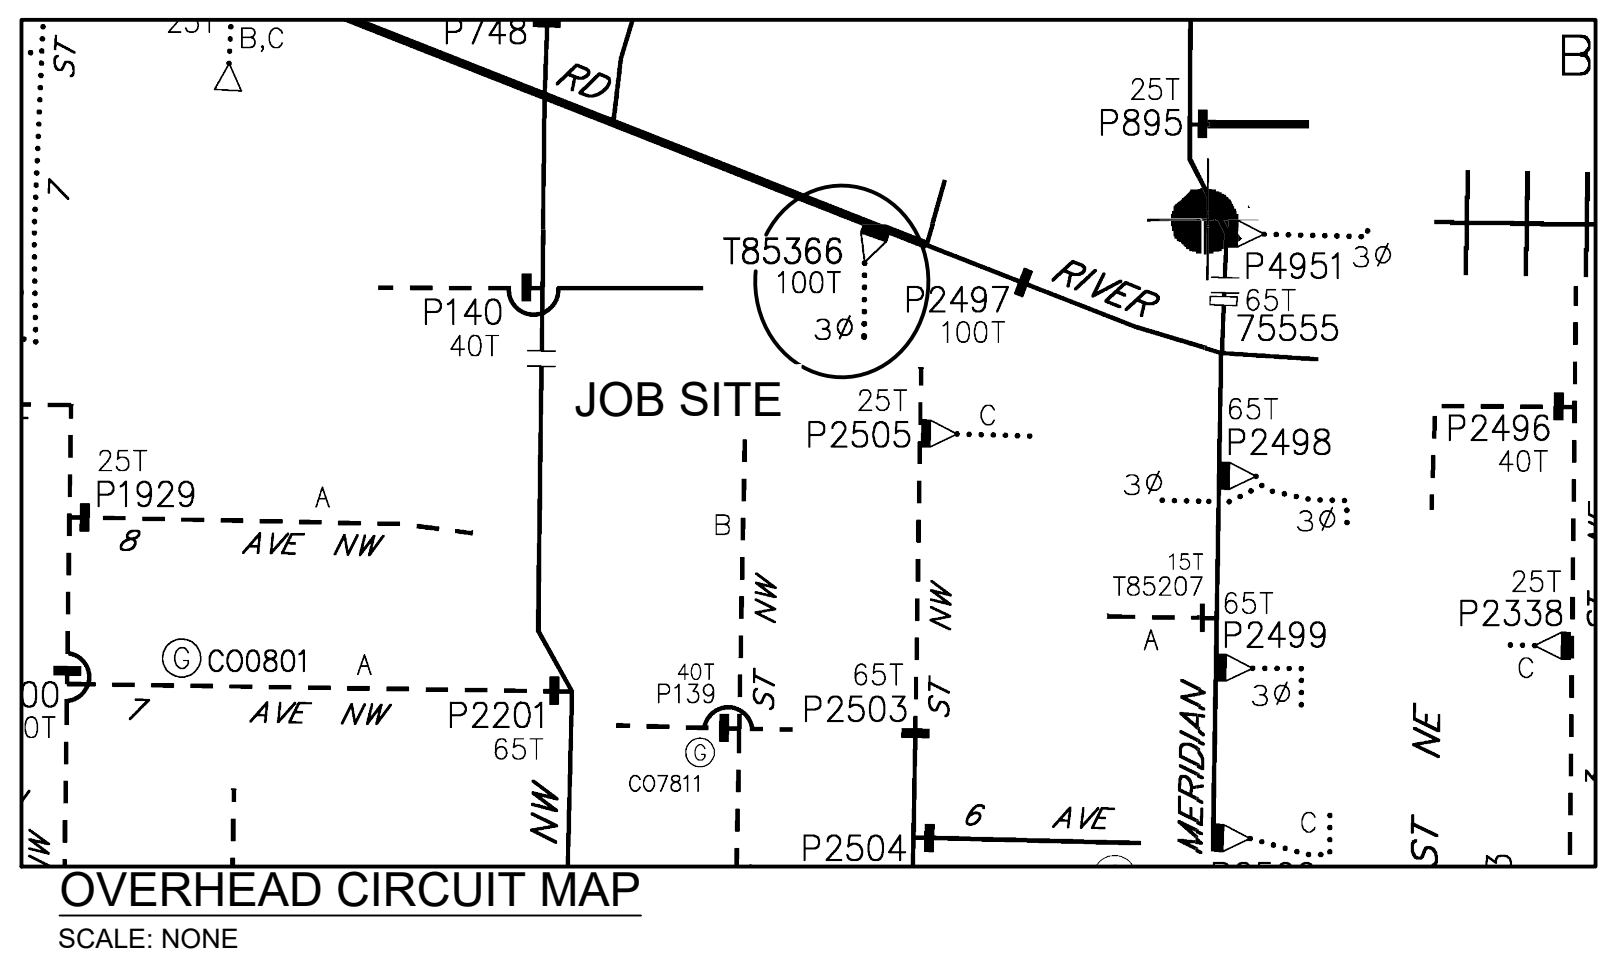 B,C
ST
7
P748
RD
25T
P895
B
T85366
100T
3Ø
P2497
100T
RIVER
P4951
3Ø
65T
75555
P140
40T
JOB SITE
25T
P2505
C
65T
P2498
3Ø
3Ø
P2496
40T
25T
P1929
A
8 AVE NW
B
NW
ST
NW
ST
15T
T85207
A
65T
P2499
3Ø
25T
P2338
C
G CO0801
A
7 AVE NW
P2201
65T
NW
40T
P139
G
CO7811
65T
P2503
P2504
6 AVE
MERIDIAN
C
NE
ST
3
OVERHEAD CIRCUIT MAP
SCALE: NONE